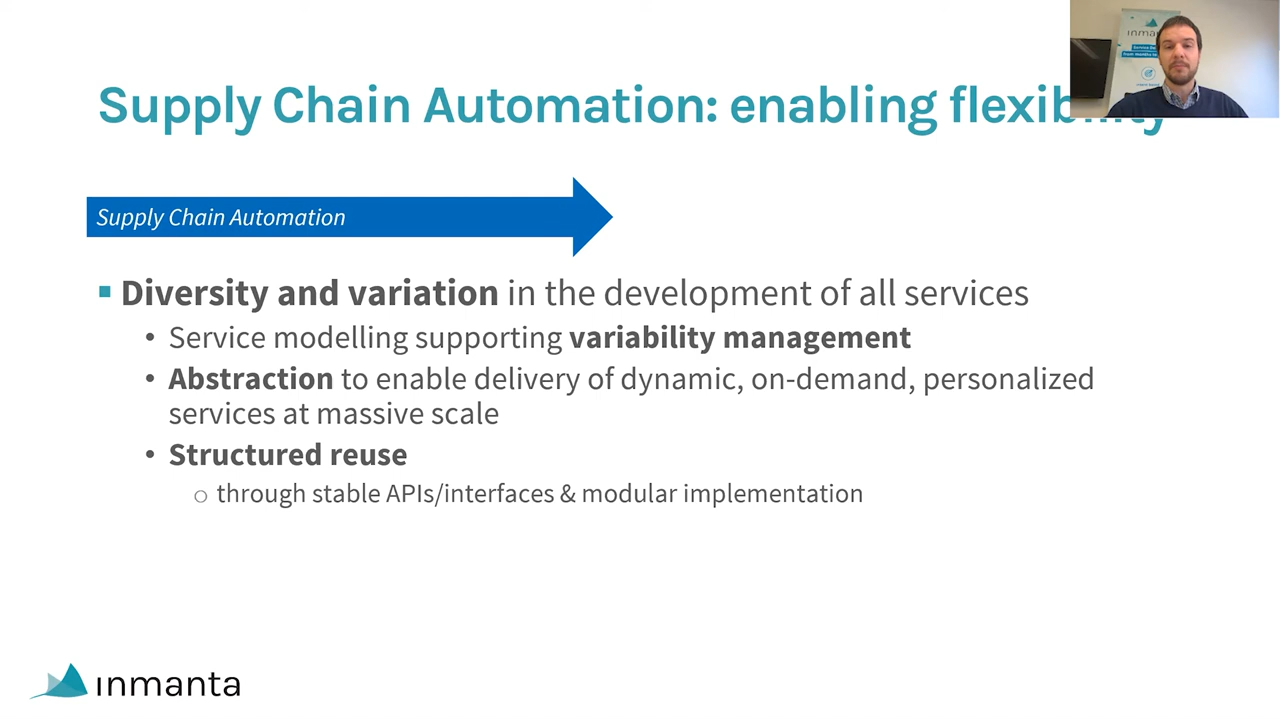 Supply Chain Automation: enabling flexibility
inmanta
Supply Chain Automation
▪ Diversity and variation in the development of all services
• Service modelling supporting variability management
• Abstraction to enable delivery of dynamic, on-demand, personalized
services at massive scale
• Structured reuse
○ through stable APIs/interfaces & modular implementation
inmanta